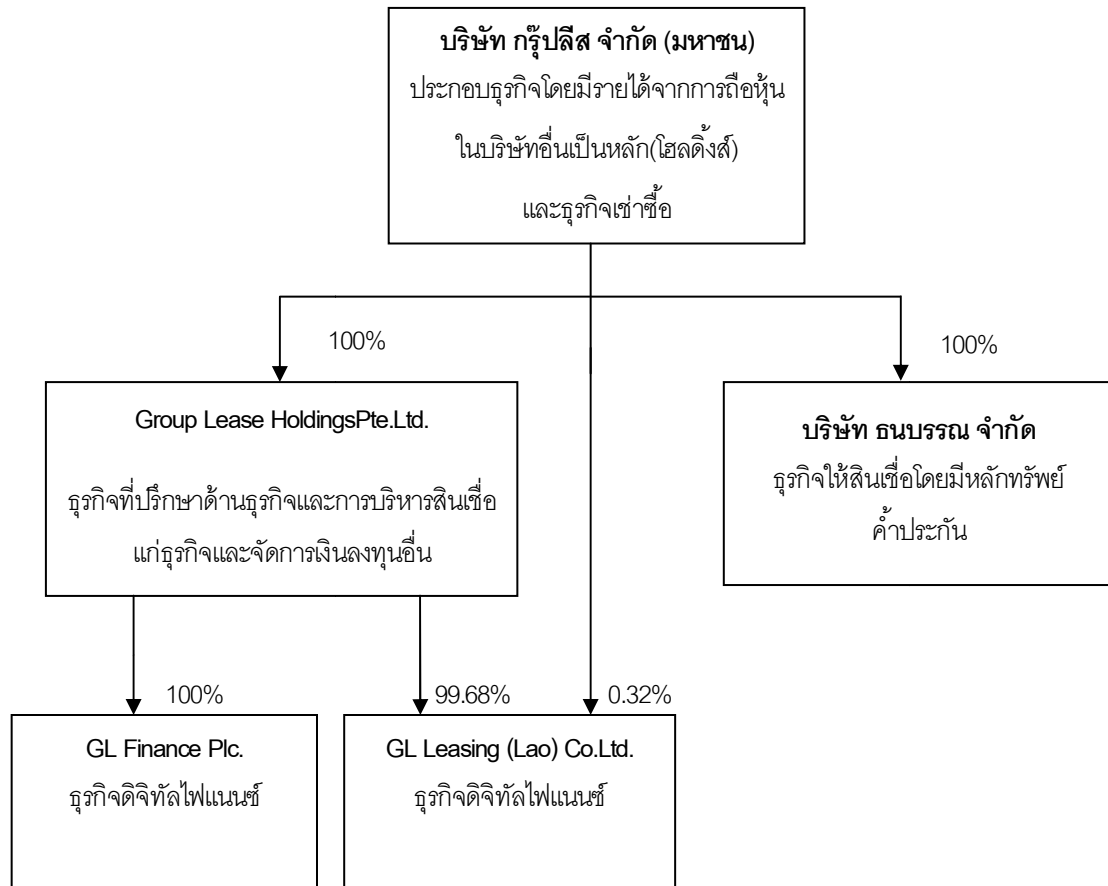 บริษัท กรุ๊ปลีส จำกัด (มหาชน)
ประกอบธุรกิจโดยมีรายได้จากการถือหุ้น
ในบริษัทอื่นเป็นหลัก(โฮลดิ้งส์)
และธุรกิจเช่าซื้อ
100%
100%
Group Lease HoldingsPte.Ltd.
ธุรกิจที่ปรึกษาด้านธุรกิจและการบริหารสินเชื่อ
แก่ธุรกิจและจัดการเงินลงทุนอื่น
บริษัท ธนบรรณ จำกัด
ธุรกิจให้สินเชื่อโดยมีหลักทรัพย์
ค้ำประกัน
100%
99.68%
0.32%
GL Finance Plc.
ธุรกิจดิจิทัลไฟแนนซ์
GL Leasing (Lao) Co.Ltd.
ธุรกิจดิจิทัลไฟแนนซ์